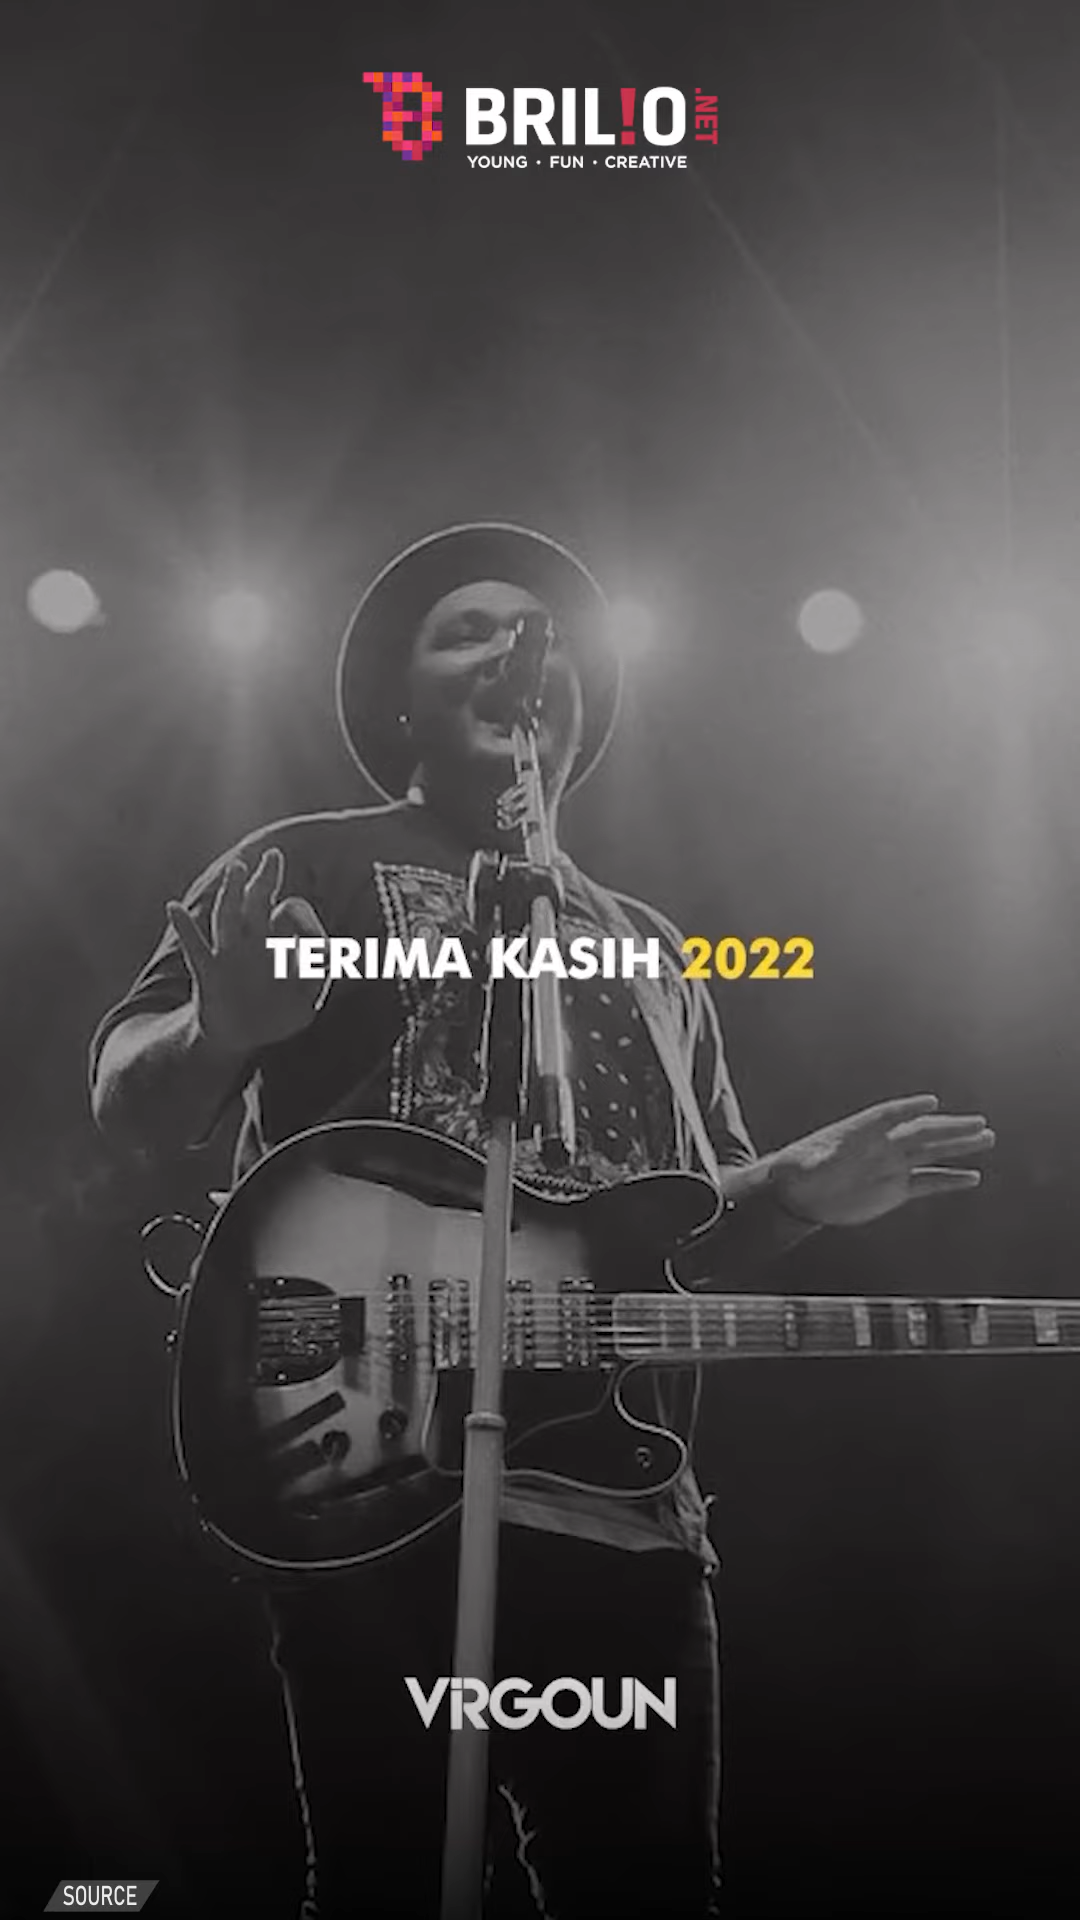 BRIL!O.NET
YOUNG • FUN • CREATIVE
TERIMA KASIH 2022
VIRGOUN
SOURCE